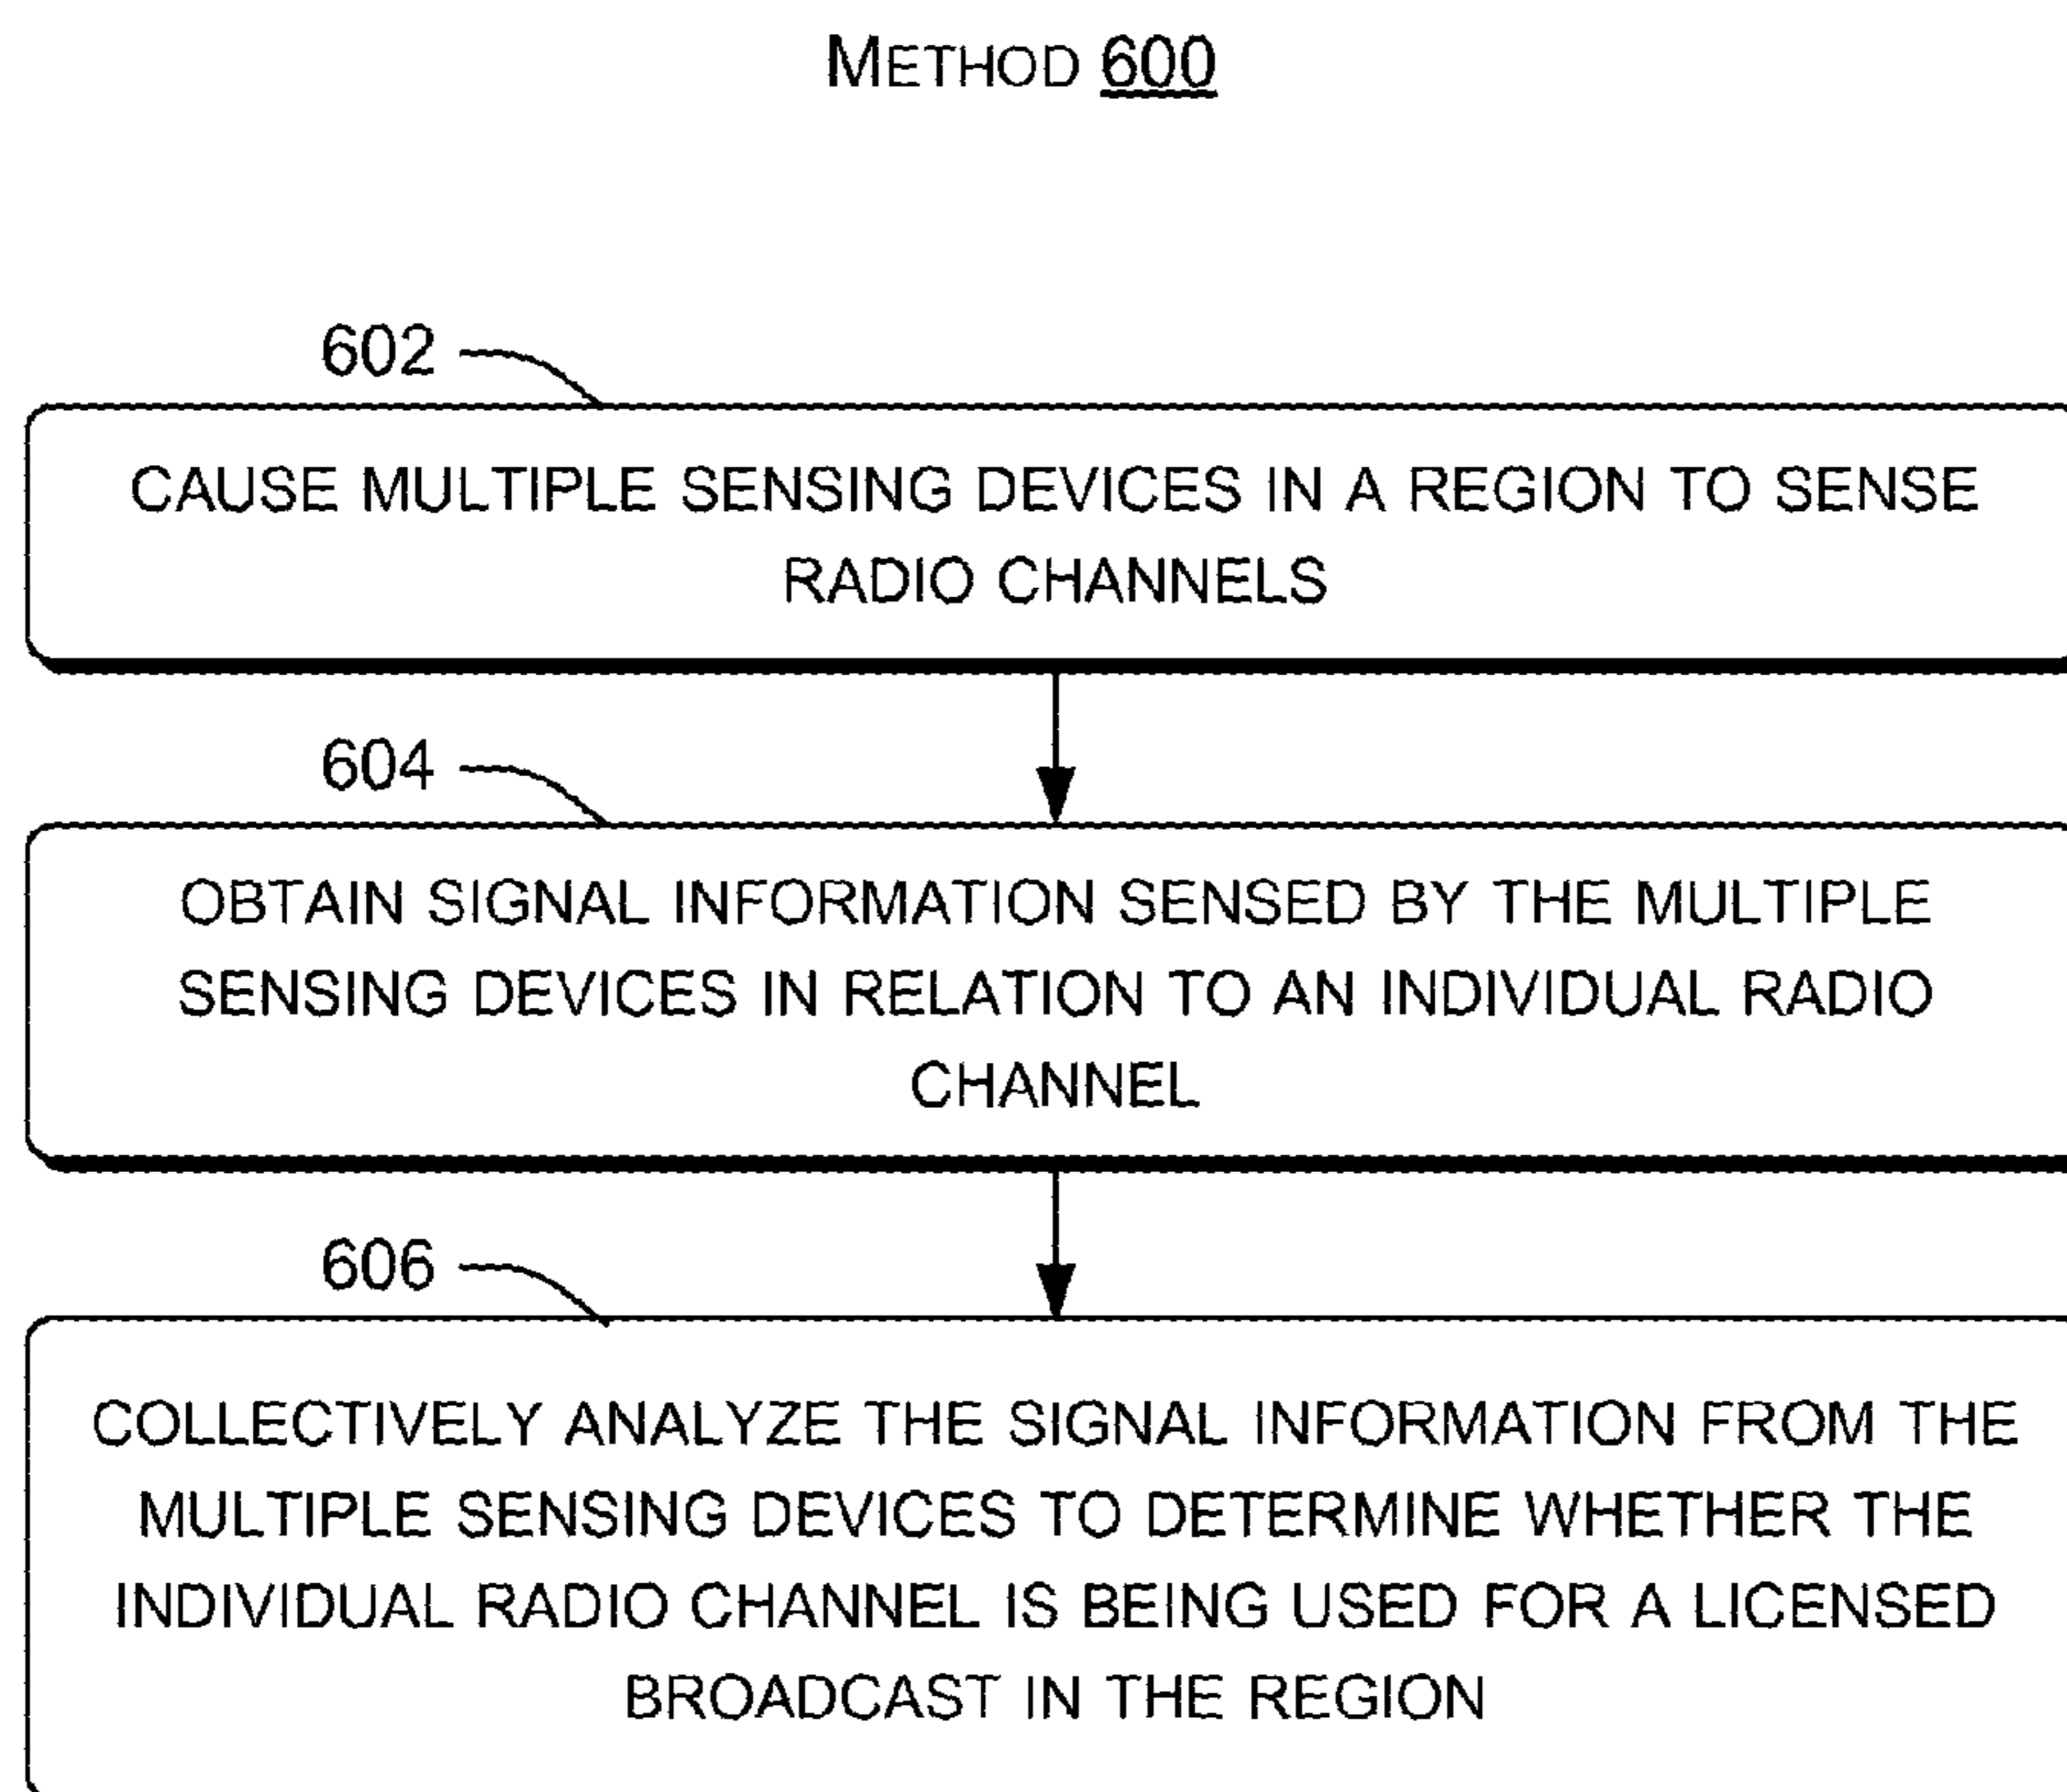 METHOD 600
602
CAUSE MULTIPLE SENSING DEVICES IN A REGION TO SENSE
RADIO CHANNELS
604
OBTAIN SIGNAL INFORMATION SENSED BY THE MULTIPLE
SENSING DEVICES IN RELATION TO AN INDIVIDUAL RADIO
CHANNEL
606
COLLECTIVELY ANALYZE THE SIGNAL INFORMATION FROM THE
MULTIPLE SENSING DEVICES TO DETERMINE WHETHER THE
INDIVIDUAL RADIO CHANNEL IS BEING USED FOR A LICENSED
BROADCAST IN THE REGION